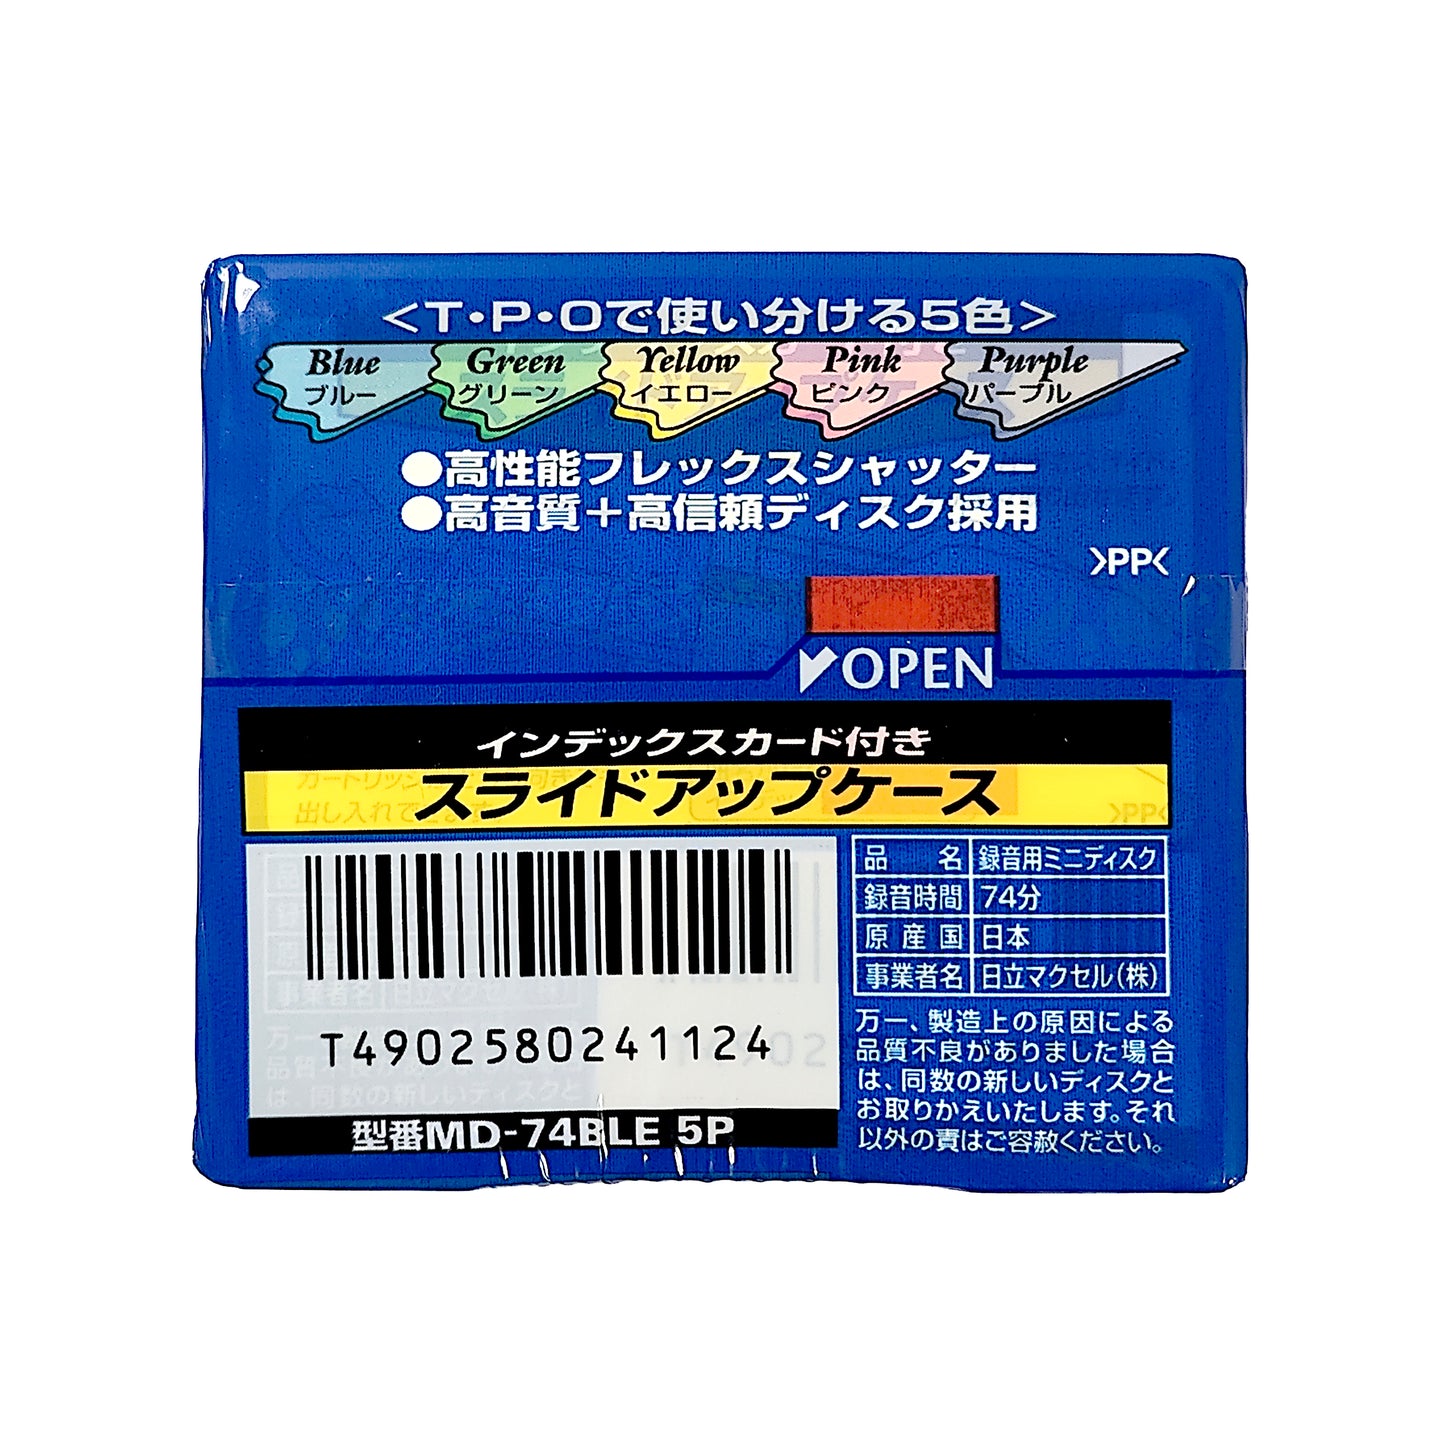 <T・P・Oで使い分ける5色>
Blue Green Yellow Pink Purple
ブルー グリーン イエロー ピンク パープル
●高性能フレックスシャッター
●高音質+高信頼ディスク採用
>PP<
OPEN
インデックスカード付き
スライドアップケース
T4902580241124
型番MD-74BLE 5P
品名 録音用ミニディスク
録音時間 74分
原産国 日本
事業者名 日立マクセル(株)
万一、製造上の原因による
品質不良がありました場合
は、同数の新しいディスクと
お取りかえいたします。それ
以外の責はご容赦ください。